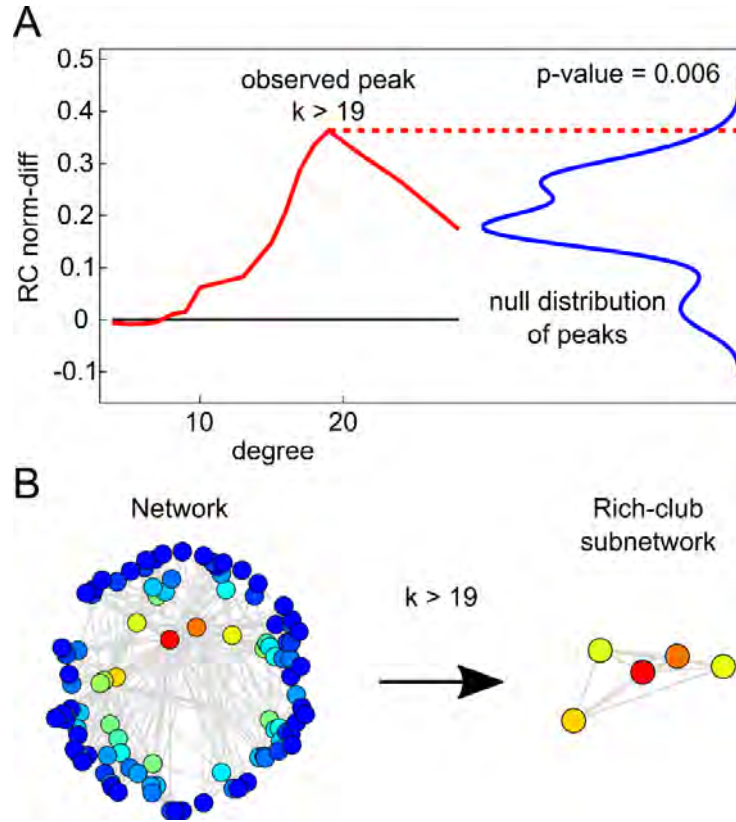 A
observed peak
k > 19
p-value = 0.006
0.5
0.4
0.3
0.2
0.1
0
-0.1
RC norm-diff
null distribution
of peaks
10
20
degree
B
Network
Rich-club
subnetwork
k > 19